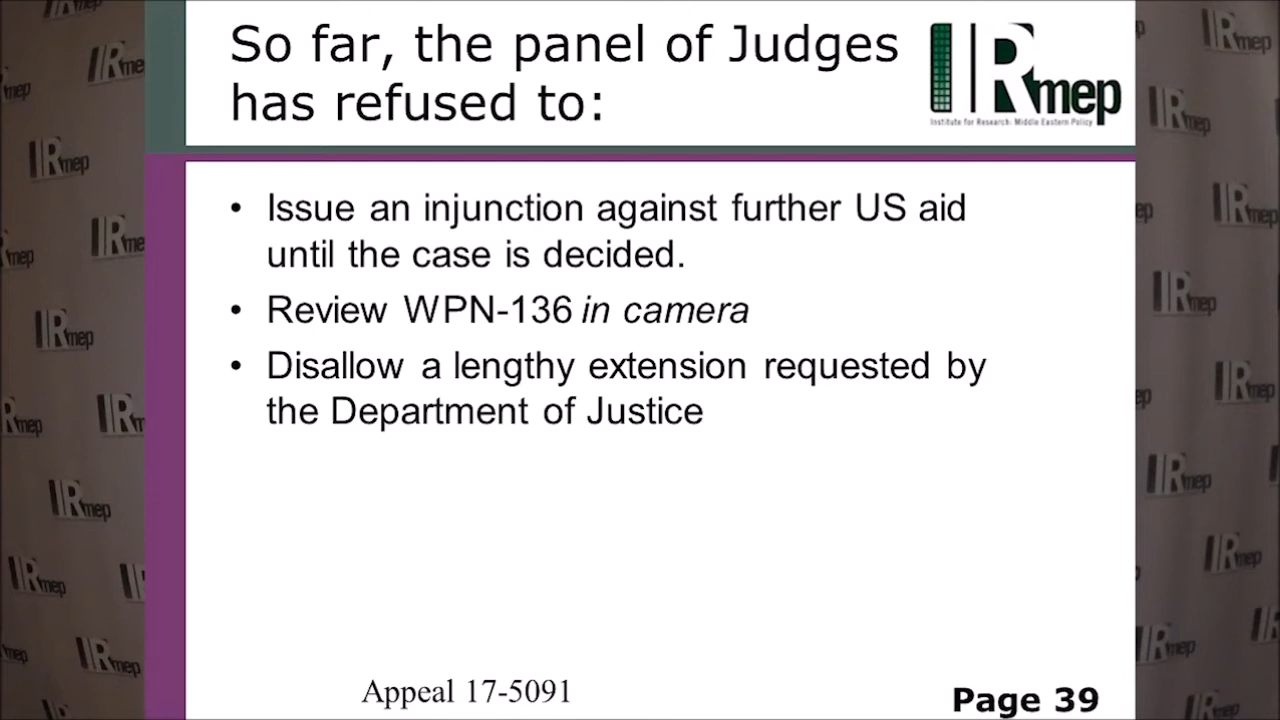 So far, the panel of Judges
has refused to:
IRmep
Institute for Research: Middle Eastern Policy
• Issue an injunction against further US aid
until the case is decided.
• Review WPN-136 in camera
• Disallow a lengthy extension requested by
the Department of Justice
Appeal 17-5091
Page 39